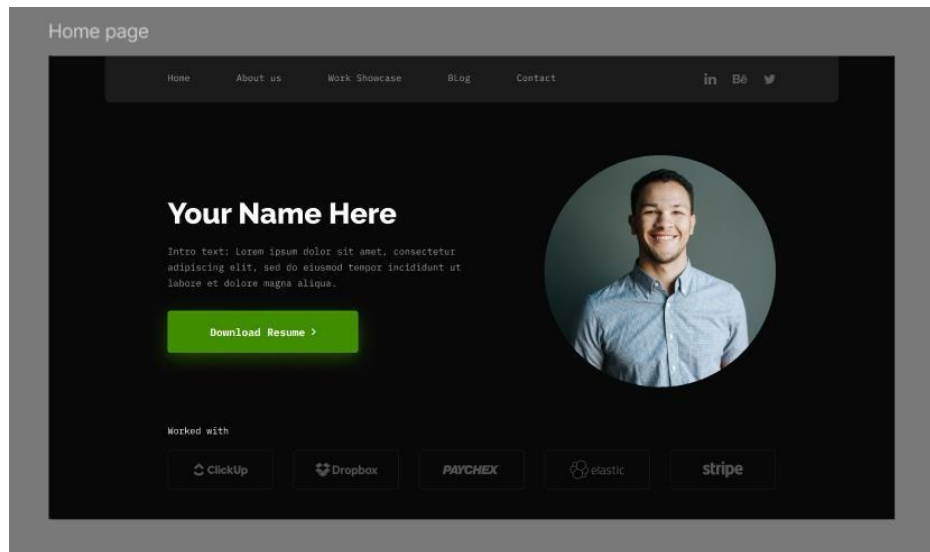 Home page
Home About us Work Showcase BLog Contact in Bē
Your Name Here
Intro text: Lorem ipsum dolor sit amet, consectetur
adipiscing elit, sed do eiusmod tempor incididunt ut
labore et dolore magna aliqua.
Download Resume >
Worked with
ClickUp Dropbox PAYCHEX elastic stripe